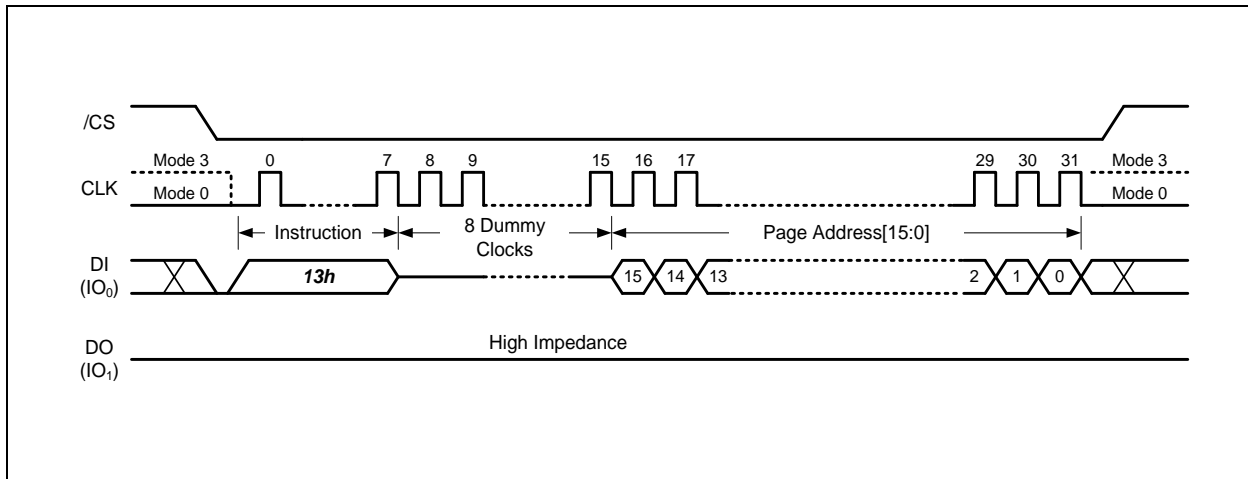 /CS
Mode 3 0 7 8 9 15 16 17 29 30 31 Mode 3
CLK
Mode 0 Mode 0
Instruction 8 Dummy Clocks Page Address[15:0]
DI (IO₀) 13h 15 14 13 2 1 0
High Impedance
DO (IO₁)